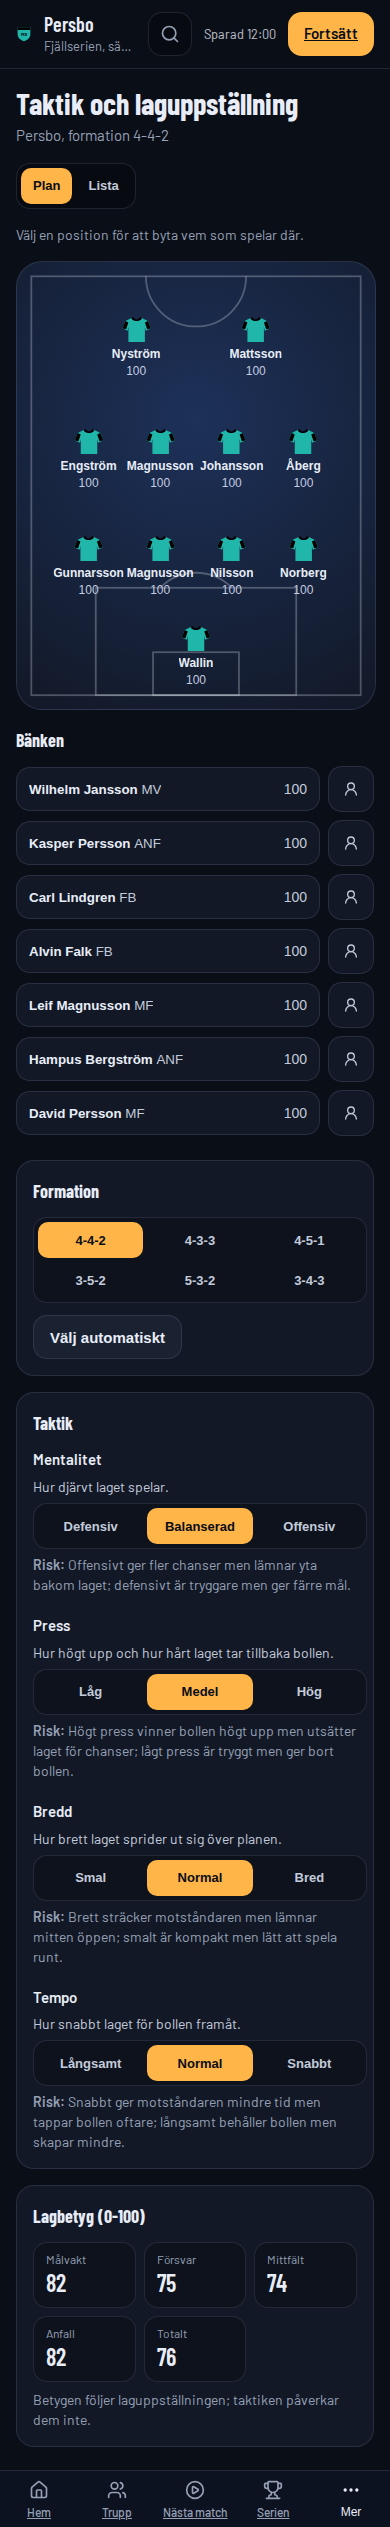 Persbo
Fjällserien, sä...
Sparad 12:00
Fortsätt
Taktik och laguppställning
Persbo, formation 4-4-2
Plan
Lista
Välj en position för att byta vem som spelar där.
Nyström
Mattsson
100
100
Engström
Magnusson
Johansson
Åberg
100
100
100
100
Gunnarsson
Magnusson
Nilsson
Norberg
100
100
100
100
Wallin
100
Bänken
Wilhelm Jansson MV 100
Kasper Persson ANF 100
Carl Lindgren FB 100
Alvin Falk FB 100
Leif Magnusson MF 100
Hampus Bergström ANF 100
David Persson MF 100
Formation
4-4-2
4-3-3
4-5-1
3-5-2
5-3-2
3-4-3
Välj automatiskt
Taktik
Mentalitet
Hur djärvt laget spelar.
Defensiv
Balanserad
Offensiv
Risk: Offensivt ger fler chanser men lämnar yta
bakom laget; defensivt är tryggare men ger färre mål.
Press
Hur högt upp och hur hårt laget tar tillbaka bollen.
Låg
Medel
Hög
Risk: Högt press vinner bollen högt upp men utsätter
laget för chanser; lågt press är tryggt men ger bort
bollen.
Bredd
Hur brett laget sprider ut sig över planen.
Smal
Normal
Bred
Risk: Brett sträcker motståndaren men lämnar
mitten öppen; smalt är kompakt men lätt att spela
runt.
Tempo
Hur snabbt laget för bollen framåt.
Långsamt
Normal
Snabbt
Risk: Snabbt ger motståndaren mindre tid men
tappar bollen oftare; långsamt behåller bollen men
skapar mindre.
Lagbetyg (0-100)
Målvakt
Försvar
Mittfält
82
75
74
Anfall
Totalt
82
76
Betygen följer laguppställningen; taktiken påverkar
dem inte.
Hem
Trupp
Nästa match
Serien
Mer